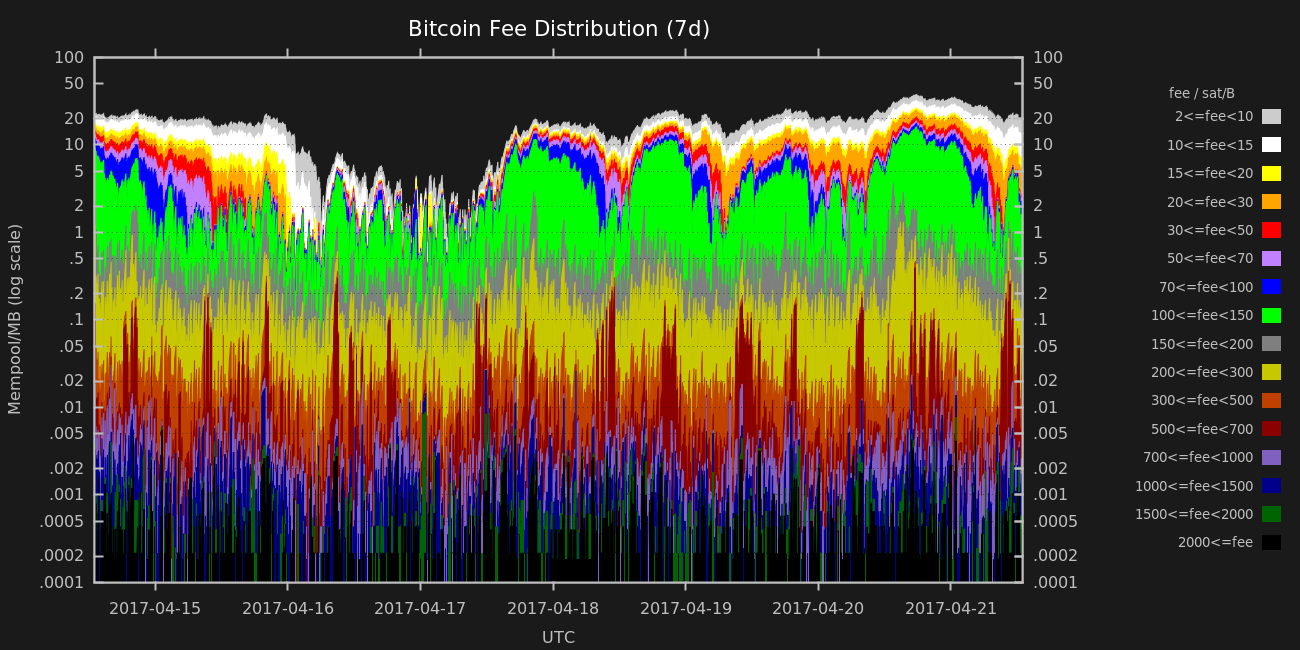 Bitcoin Fee Distribution (7d)
Mempool/MB (log scale)
100
50
20
10
5
2
1
.5
.2
.1
.05
.02
.01
.005
.002
.001
.0005
.0002
.0001
100
50
20
10
5
2
1
.5
.2
.1
.05
.02
.01
.005
.002
.001
.0005
.0002
.0001
2017-04-15 2017-04-16 2017-04-17 2017-04-18 2017-04-19 2017-04-20 2017-04-21
UTC
fee / sat/B
2<=fee<10
10<=fee<15
15<=fee<20
20<=fee<30
30<=fee<50
50<=fee<70
70<=fee<100
100<=fee<150
150<=fee<200
200<=fee<300
300<=fee<500
500<=fee<700
700<=fee<1000
1000<=fee<1500
1500<=fee<2000
2000<=fee